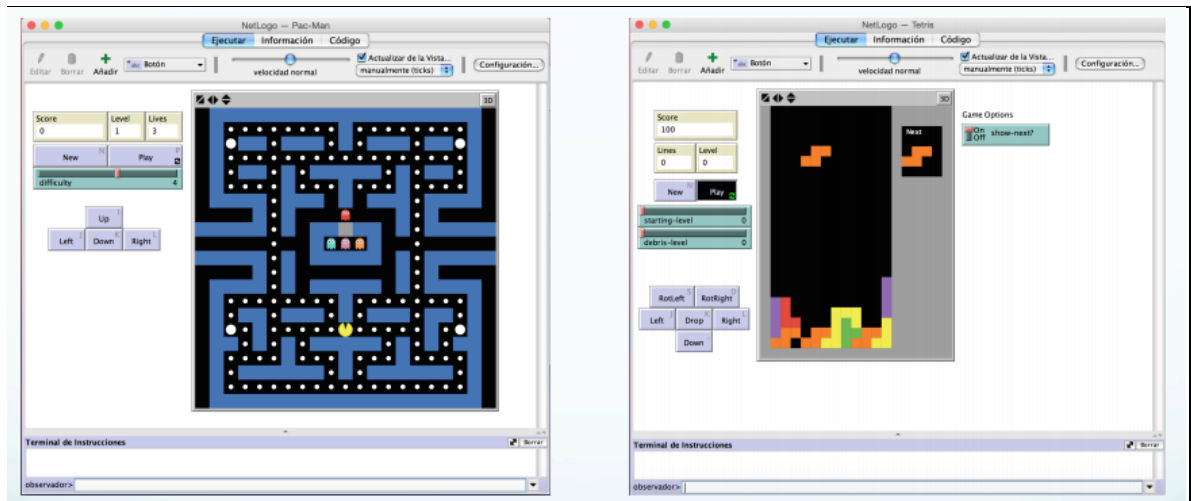 NetLogo — Pac-Man
Ejecutar Información Código
Editar Borrar Añadir Botón velocidad normal Actualizar de la Vista... manualmente (ticks) Configuración...
3D
Score Level Lives
0 1 3
New N Play P
difficulty 4
Up I
Left J Down K Right L
Terminal de Instrucciones Borrar
observador>
NetLogo — Tetris
Ejecutar Información Código
Editar Borrar Añadir Botón velocidad normal Actualizar de la Vista... manualmente (ticks) Configuración...
3D
Score
100
Lines Level
0 0
New N Play
starting-level 0
debris-level 0
RotLeft S RotRight D
Left J Drop K Right L
Down
Next
Game Options
On Off show-next?
Terminal de Instrucciones Borrar
observador>